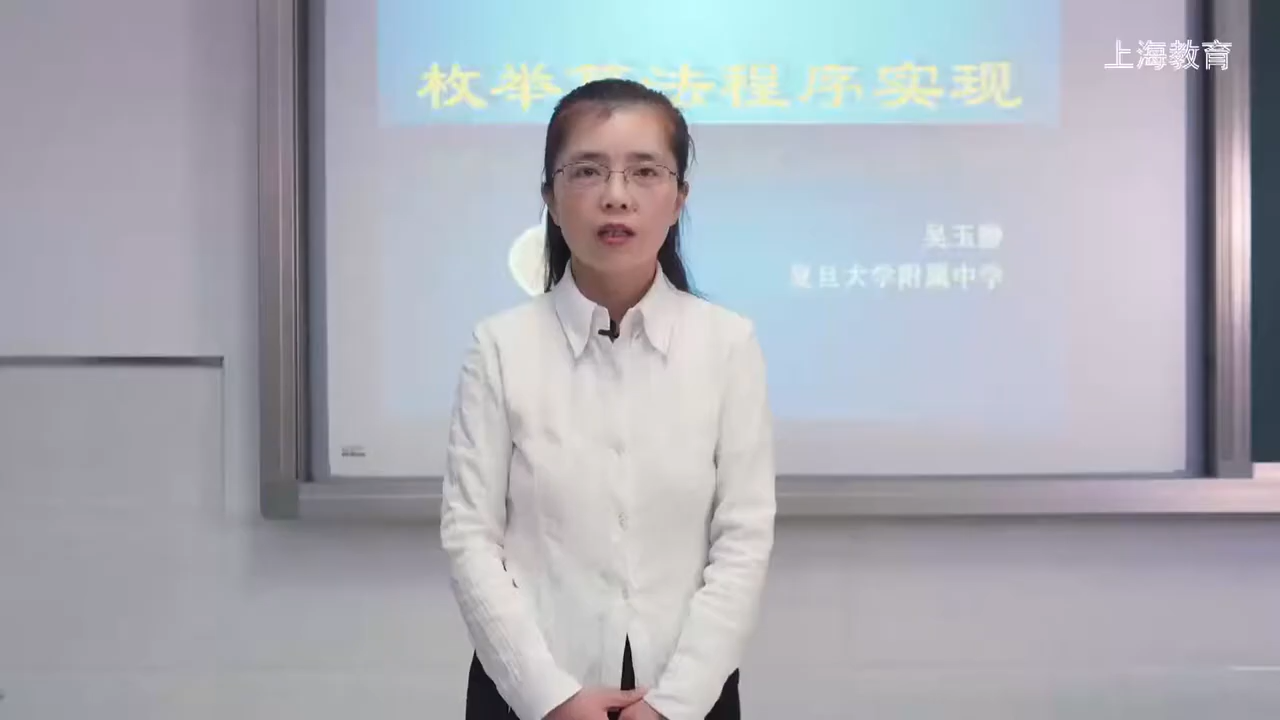 上海教育
枚举算法程序实现
吴玉
复旦大学附属中学